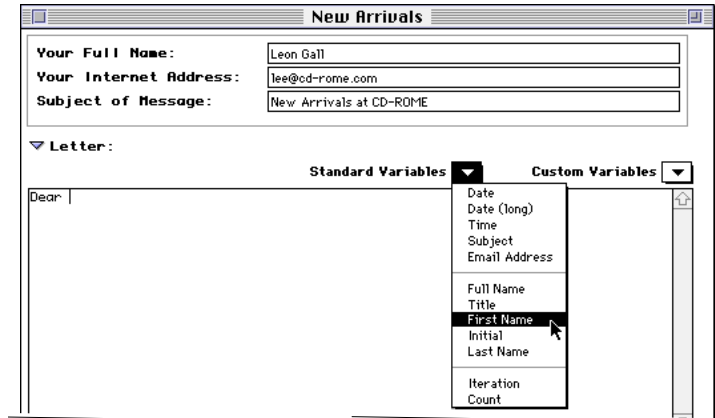 New Arrivals
Your Full Name: Leon Gall
Your Internet Address: lee@cd-rome.com
Subject of Message: New Arrivals at CD-ROME
Letter:
Standard Variables Custom Variables
Dear
Date
Date (long)
Time
Subject
Email Address
Full Name
Title
First Name
Initial
Last Name
Iteration
Count